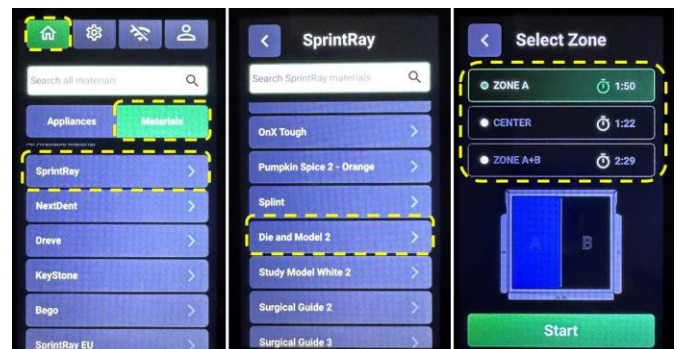 Search all materials
Appliances
Materials
SprintRay
NextDent
Dreve
KeyStone
Bego
SprintRay EU
SprintRay
Search SprintRay materials
OnX Tough
Pumpkin Spice 2 - Orange
Splint
Die and Model 2
Study Model White 2
Surgical Guide 2
Surgical Guide 3
Select Zone
ZONE A 1:50
CENTER 1:22
ZONE A+B 2:29
A B
Start